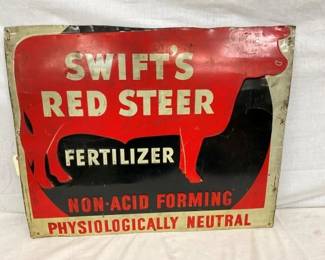 SWIFT'S
RED STEER
FERTILIZER
NON-ACID FORMING
PHYSIOLOGICALLY NEUTRAL